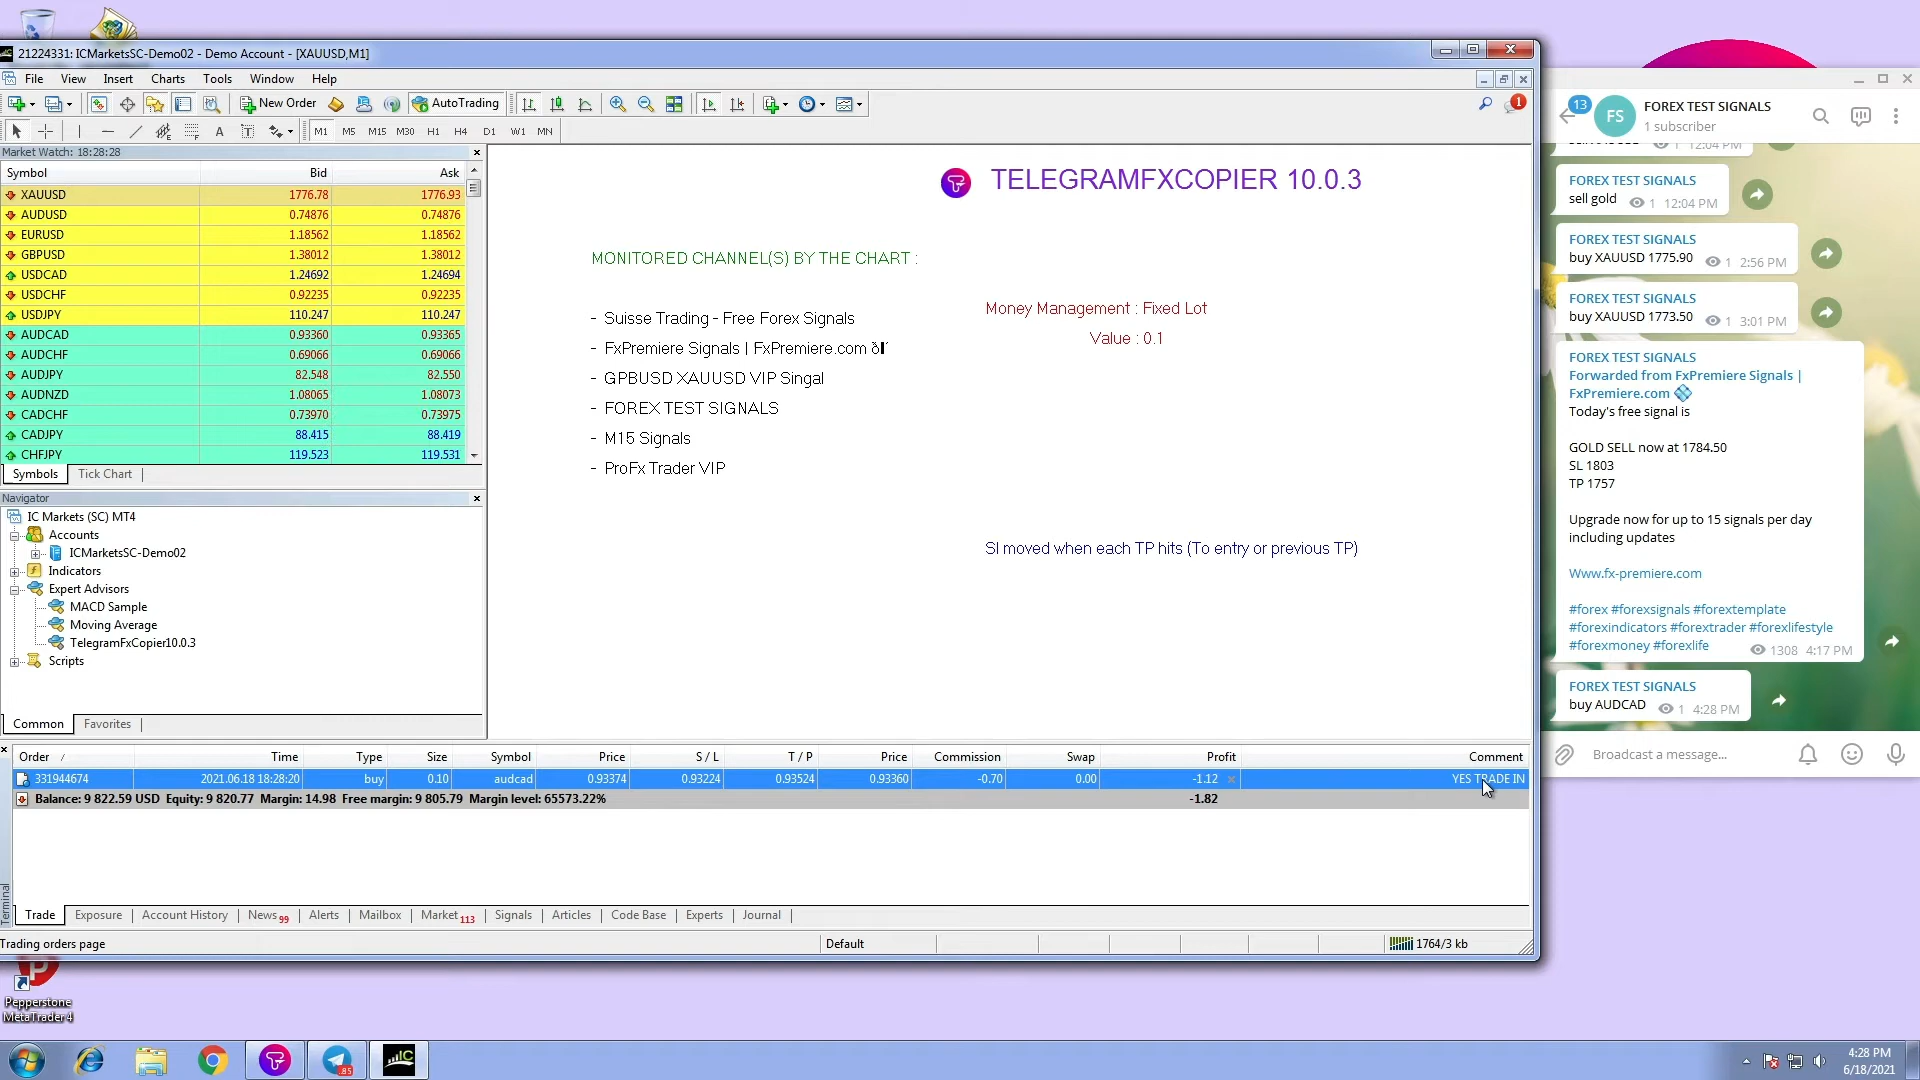 21224331: ICMarketsSC-Demo02 - Demo Account - [XAUUSD,M1]
File View Insert Charts Tools Window Help
New Order AutoTrading 1
A T M1 M5 M15 M30 H1 H4 D1 W1 MN
Market Watch: 18:28:28
Symbol Bid Ask
XAUUSD 1776.78 1776.93
AUDUSD 0.74876 0.74876
EURUSD 1.18562 1.18562
GBPUSD 1.38012 1.38012
USDCAD 1.24692 1.24694
USDCHF 0.92235 0.92235
USDJPY 110.247 110.247
AUDCAD 0.93360 0.93365
AUDCHF 0.69066 0.69066
AUDJPY 82.548 82.550
AUDNZD 1.08065 1.08073
CADCHF 0.73970 0.73975
CADJPY 88.415 88.419
CHFJPY 119.523 119.531
Symbols Tick Chart
Navigator
IC Markets (SC) MT4
Accounts
ICMarketsSC-Demo02
Indicators
Expert Advisors
MACD Sample
Moving Average
TelegramFxCopier10.0.3
Scripts
Common Favorites
TELEGRAMFXCOPIER 10.0.3
MONITORED CHANNEL(S) BY THE CHART :
- Suisse Trading - Free Forex Signals
- FxPremiere Signals | FxPremiere.com
- GPBUSD XAUUSD VIP Singal
- FOREX TEST SIGNALS
- M15 Signals
- ProFx Trader VIP
Money Management : Fixed Lot
Value : 0.1
Sl moved when each TP hits (To entry or previous TP)
Order / Time Type Size Symbol Price S / L T / P Price Commission Swap Profit Comment
331944674 2021.06.18 18:28:20 buy 0.10 audcad 0.93374 0.93224 0.93524 0.93360 -0.70 0.00 -1.12 YES TRADE IN
Balance: 9 822.59 USD Equity: 9 820.77 Margin: 14.98 Free margin: 9 805.79 Margin level: 65573.22% -1.82
Terminal
Trade Exposure Account History News 99 Alerts Mailbox Market 113 Signals Articles Code Base Experts Journal
Trading orders page Default 1764/3 kb
13 FS FOREX TEST SIGNALS
1 subscriber
1 12:04 PM
FOREX TEST SIGNALS
sell gold 1 12:04 PM
FOREX TEST SIGNALS
buy XAUUSD 1775.90 1 2:56 PM
FOREX TEST SIGNALS
buy XAUUSD 1773.50 1 3:01 PM
FOREX TEST SIGNALS
Forwarded from FxPremiere Signals |
FxPremiere.com
Today's free signal is
GOLD SELL now at 1784.50
SL 1803
TP 1757
Upgrade now for up to 15 signals per day
including updates
Www.fx-premiere.com
#forex #forexsignals #forextemplate
#forexindicators #forextrader #forexlifestyle
#forexmoney #forexlife 1308 4:17 PM
FOREX TEST SIGNALS
buy AUDCAD 1 4:28 PM
Broadcast a message...
Pepperstone
MetaTrader 4
.85 IC
4:28 PM
6/18/2021